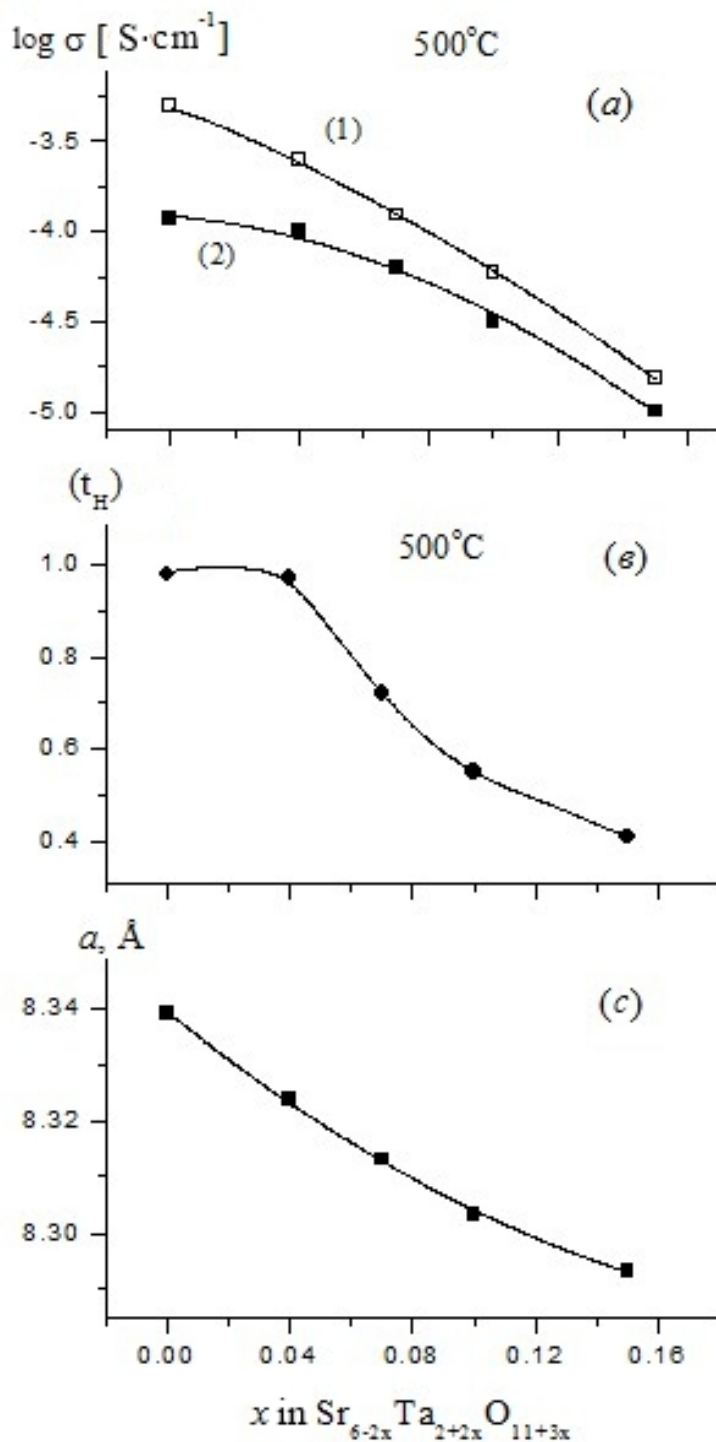 log σ [ S·cm⁻¹]
500°C
(a)
(1)
(2)
-3.5
-4.0
-4.5
-5.0
(t_H)
500°C
(в)
1.0
0.8
0.6
0.4
a, Å
(c)
8.34
8.32
8.30
0.00 0.04 0.08 0.12 0.16
x in Sr₆₋₂ₓTa₂₊₂ₓO₁₁₊₃ₓ